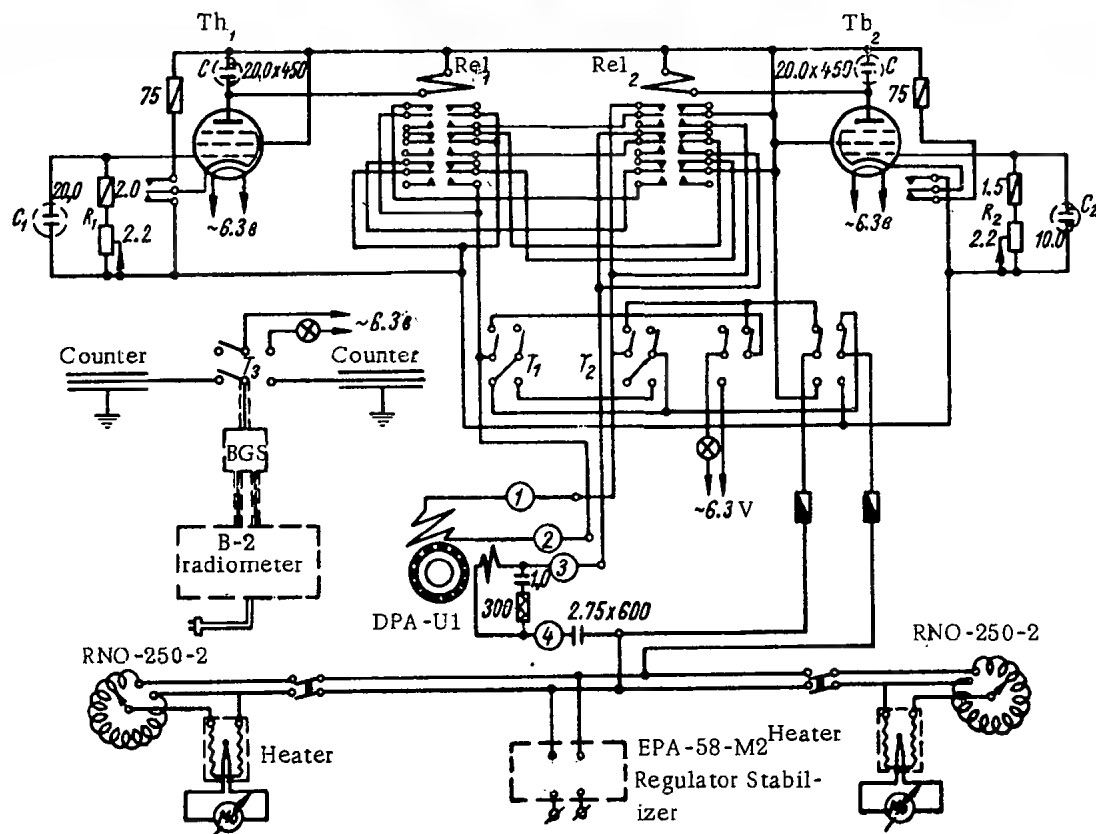 Th1
Tb2
C
20,0x450
Rel1
Rel2
20.0x450
C
75
75
C1
20,0
2.0
R1
2.2
~6.3в
~6.3в
1.5
R2
2.2
C2
10.0
~6.3в
Counter
T3
Counter
T1
T2
BGS
~6.3 V
1
2
3
4
B-2
radiometer
1,0
300
2.75x600
DPA-U1
RNO-250-2
RNO-250-2
Heater
EPA-58-M2
Regulator Stabil-
izer
Heater